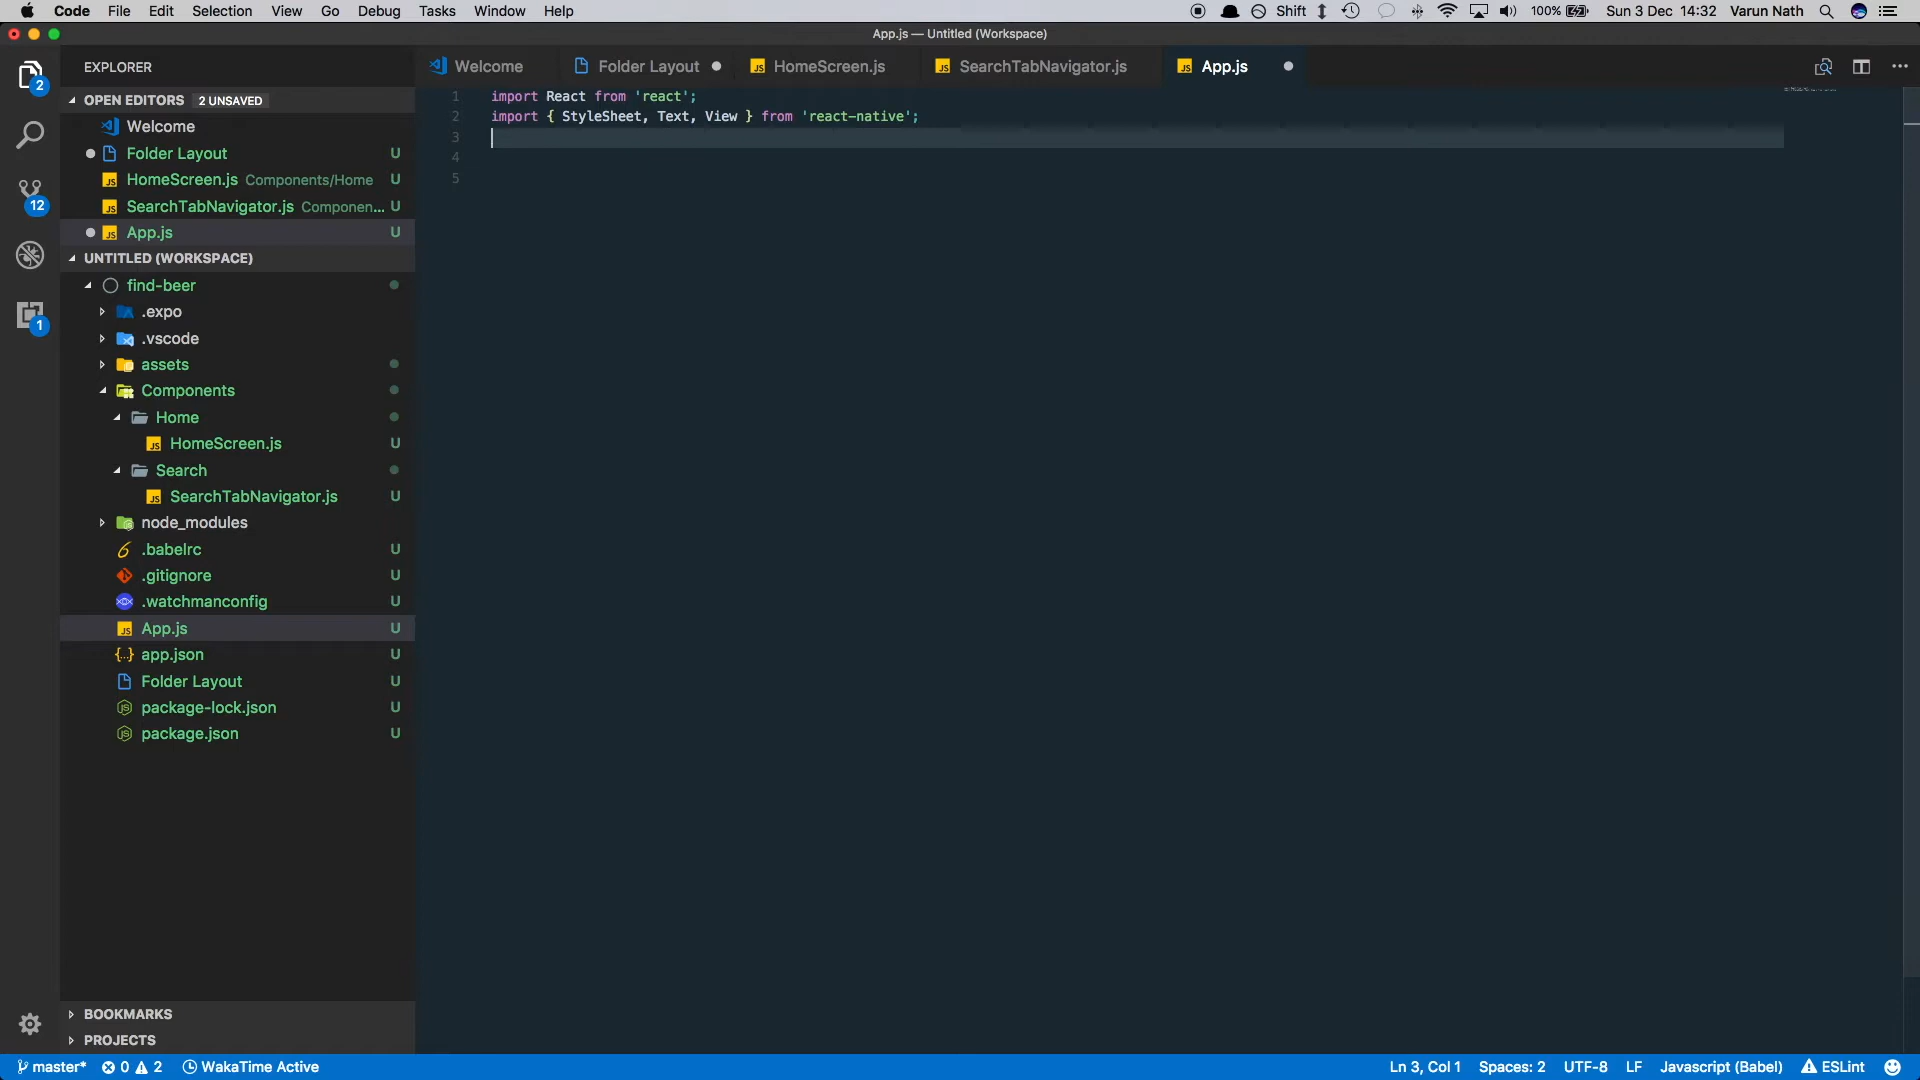 Code File Edit Selection View Go Debug Tasks Window Help Shift 100% Sun 3 Dec 14:32 Varun Nath
App.js — Untitled (Workspace)
EXPLORER
Welcome Folder Layout HomeScreen.js SearchTabNavigator.js App.js
OPEN EDITORS 2 UNSAVED
Welcome
Folder Layout U
HomeScreen.js Components/Home U
SearchTabNavigator.js Componen... U
App.js U
UNTITLED (WORKSPACE)
find-beer
.expo
.vscode
assets
Components
Home
HomeScreen.js U
Search
SearchTabNavigator.js U
node_modules
.babelrc U
.gitignore U
.watchmanconfig U
App.js U
app.json U
Folder Layout U
package-lock.json U
package.json U
BOOKMARKS
PROJECTS
2
12
1
1 import React from 'react';
2 import { StyleSheet, Text, View } from 'react-native';
3
4
5
master* 0 2 WakaTime Active Ln 3, Col 1 Spaces: 2 UTF-8 LF Javascript (Babel) ESLint